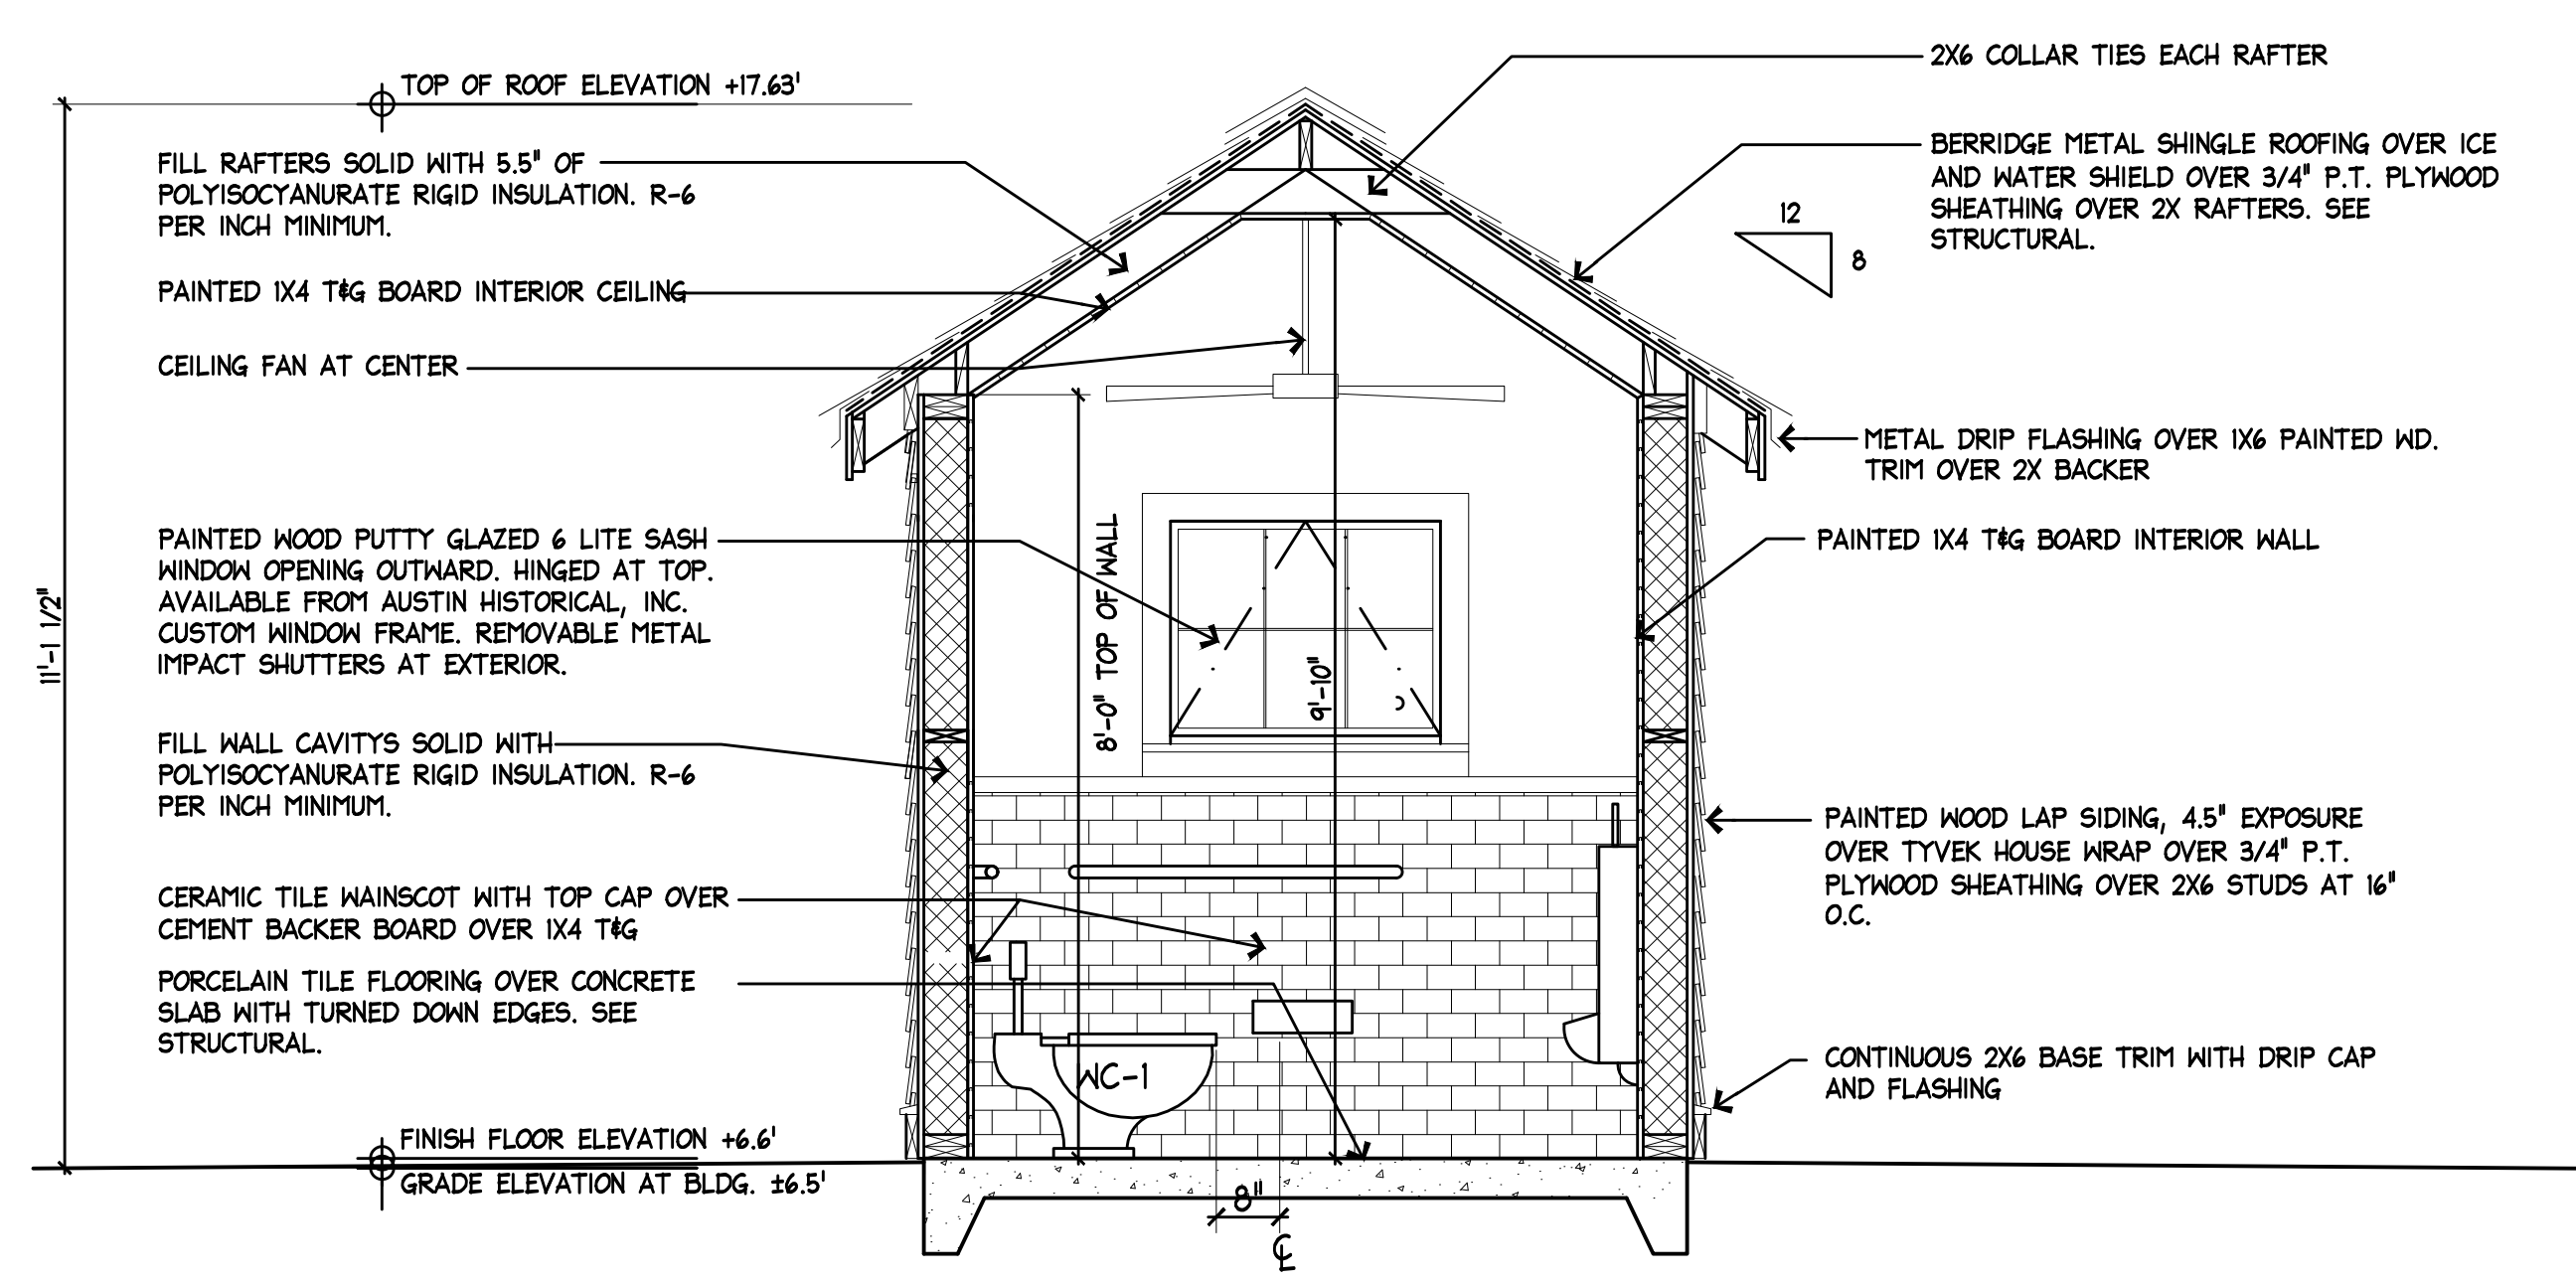 TOP OF ROOF ELEVATION +17.63'
FILL RAFTERS SOLID WITH 5.5" OF
POLYISOCYANURATE RIGID INSULATION. R-6
PER INCH MINIMUM.
PAINTED 1X4 T&G BOARD INTERIOR CEILING
CEILING FAN AT CENTER
PAINTED WOOD PUTTY GLAZED 6 LITE SASH
WINDOW OPENING OUTWARD. HINGED AT TOP.
AVAILABLE FROM AUSTIN HISTORICAL, INC.
CUSTOM WINDOW FRAME. REMOVABLE METAL
IMPACT SHUTTERS AT EXTERIOR.
11'-1 1/2"
FILL WALL CAVITYS SOLID WITH
POLYISOCYANURATE RIGID INSULATION. R-6
PER INCH MINIMUM.
CERAMIC TILE WAINSCOT WITH TOP CAP OVER
CEMENT BACKER BOARD OVER 1X4 T&G
PORCELAIN TILE FLOORING OVER CONCRETE
SLAB WITH TURNED DOWN EDGES. SEE
STRUCTURAL.
FINISH FLOOR ELEVATION +6.6'
GRADE ELEVATION AT BLDG. ±6.5'
8'-0" TOP OF WALL
9'-10"
WC-1
8"
℄
2X6 COLLAR TIES EACH RAFTER
BERRIDGE METAL SHINGLE ROOFING OVER ICE
AND WATER SHIELD OVER 3/4" P.T. PLYWOOD
SHEATHING OVER 2X RAFTERS. SEE
STRUCTURAL.
12
8
METAL DRIP FLASHING OVER 1X6 PAINTED WD.
TRIM OVER 2X BACKER
PAINTED 1X4 T&G BOARD INTERIOR WALL
PAINTED WOOD LAP SIDING, 4.5" EXPOSURE
OVER TYVEK HOUSE WRAP OVER 3/4" P.T.
PLYWOOD SHEATHING OVER 2X6 STUDS AT 16"
O.C.
CONTINUOUS 2X6 BASE TRIM WITH DRIP CAP
AND FLASHING